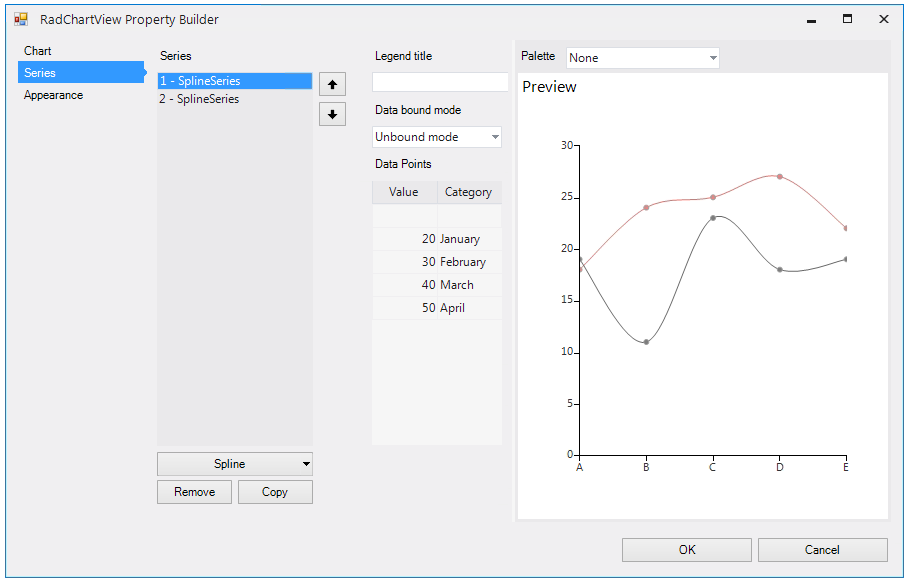 RadChartView Property Builder
Chart
Series
Appearance
Series
1 - SplineSeries
2 - SplineSeries
Spline
Remove
Copy
Legend title
Data bound mode
Unbound mode
Data Points
Value Category
20 January
30 February
40 March
50 April
Palette None
Preview
30
25
20
15
10
5
0
A B C D E
OK
Cancel